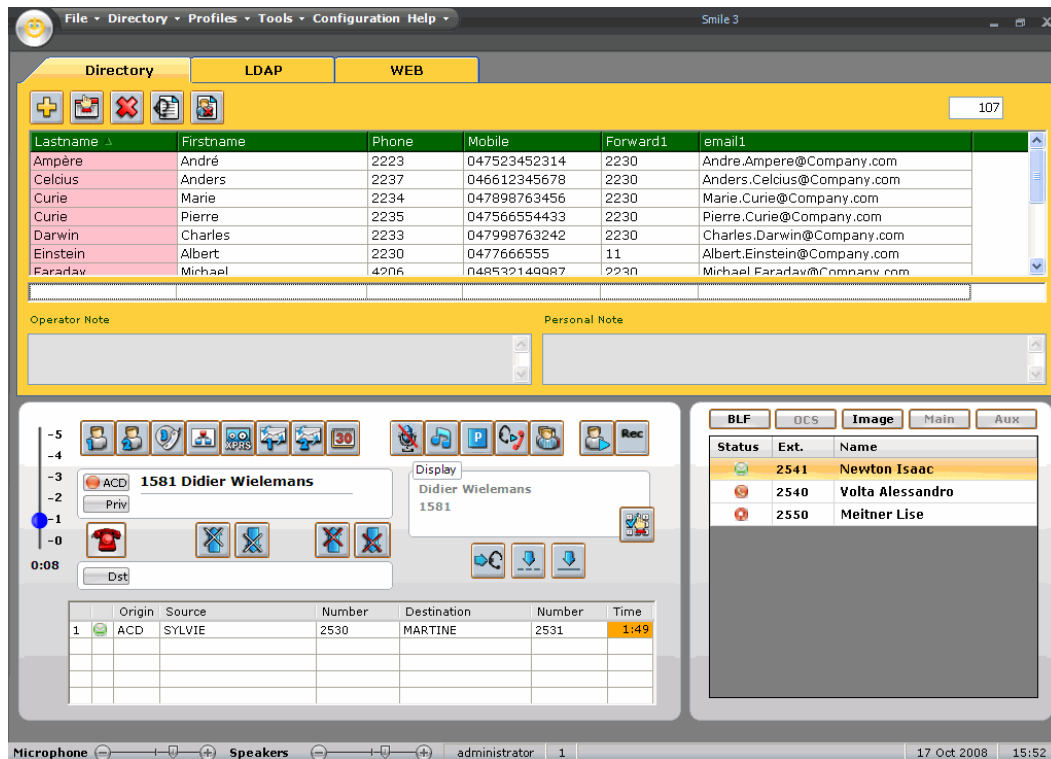 File Directory Profiles Tools Configuration Help Smile 3
Directory LDAP WEB
107
Lastname Firstname Phone Mobile Forward1 email1
Ampère André 2223 047523452314 2230 Andre.Ampere@Company.com
Celcius Anders 2237 046612345678 2230 Anders.Celcius@Company.com
Curie Marie 2234 047898763456 2230 Marie.Curie@Company.com
Curie Pierre 2235 047566554433 2230 Pierre.Curie@Company.com
Darwin Charles 2233 047998763242 2230 Charles.Darwin@Company.com
Einstein Albert 2230 0477666555 11 Albert.Einstein@Company.com
Faraday Michael 4206 048532149987 2230 Michael.Faraday@Company.com
Operator Note Personal Note
BLF OCS Image Main Aux
-5
-4
-3
-2
-1
-0
0:08
XPRS 30 P Rec
ACD 1581 Didier Wielemans
Priv
Display
Didier Wielemans
1581
Dst
Status Ext. Name
2541 Newton Isaac
2540 Volta Alessandro
2550 Meitner Lise
Origin Source Number Destination Number Time
1 ACD SYLVIE 2530 MARTINE 2531 1:49
Microphone Speakers administrator 1 17 Oct 2008 15:52